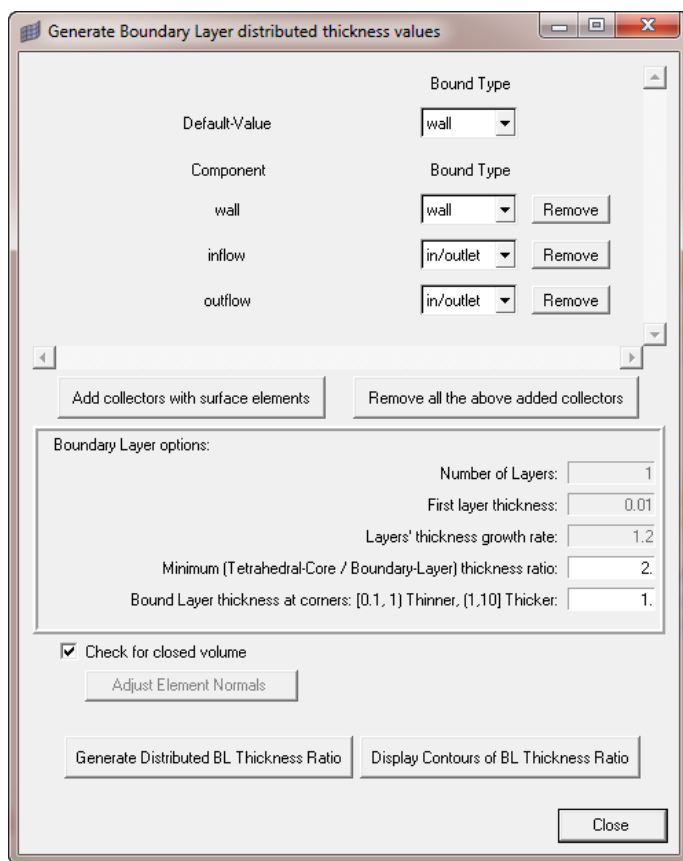 Generate Boundary Layer distributed thickness values
Bound Type
Default-Value wall
Component Bound Type
wall wall Remove
inflow in/outlet Remove
outflow in/outlet Remove
Add collectors with surface elements Remove all the above added collectors
Boundary Layer options:
Number of Layers: 1
First layer thickness: 0.01
Layers' thickness growth rate: 1.2
Minimum (Tetrahedral-Core / Boundary-Layer) thickness ratio: 2.
Bound Layer thickness at corners: [0.1, 1) Thinner, (1,10] Thicker: 1.
Check for closed volume
Adjust Element Normals
Generate Distributed BL Thickness Ratio Display Contours of BL Thickness Ratio
Close